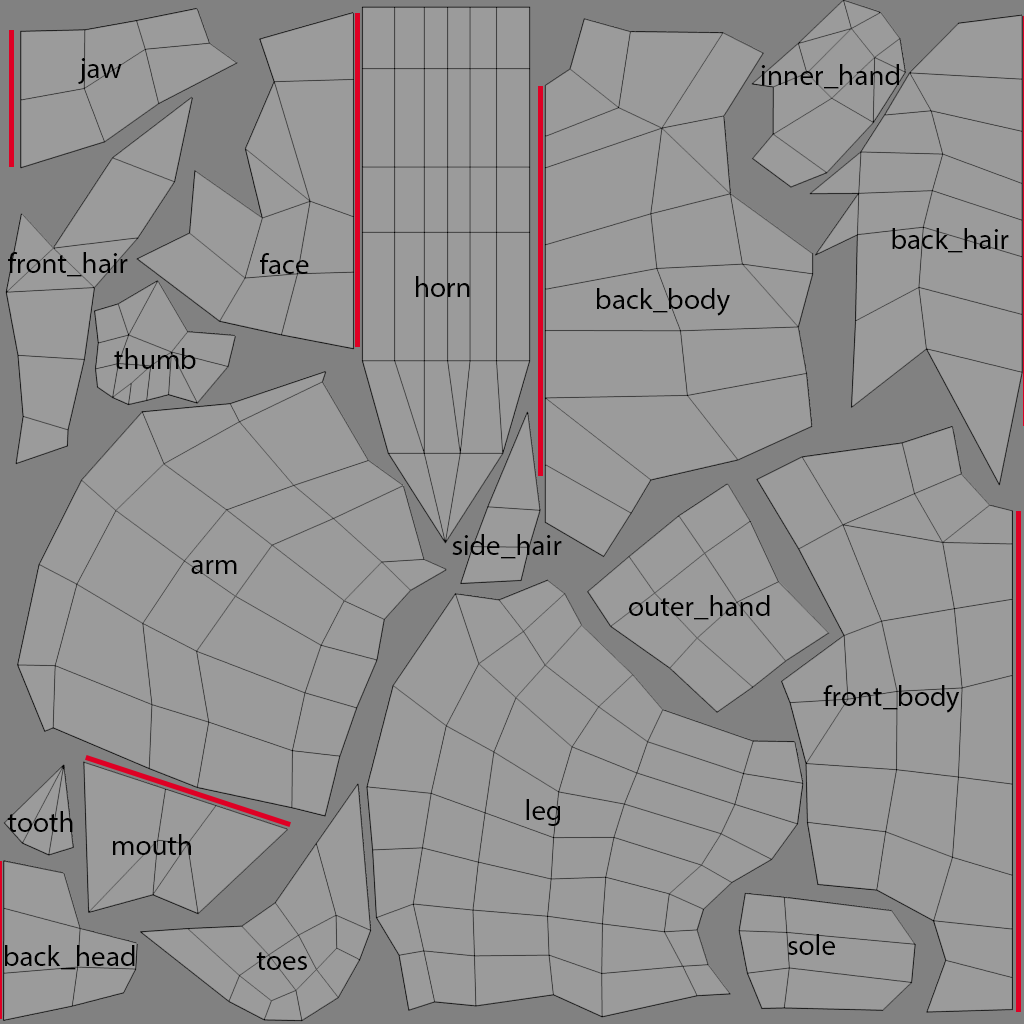 jaw
inner_hand
back_hair
front_hair
face
horn
back_body
thumb
side_hair
arm
outer_hand
front_body
leg
tooth
mouth
sole
back_head
toes